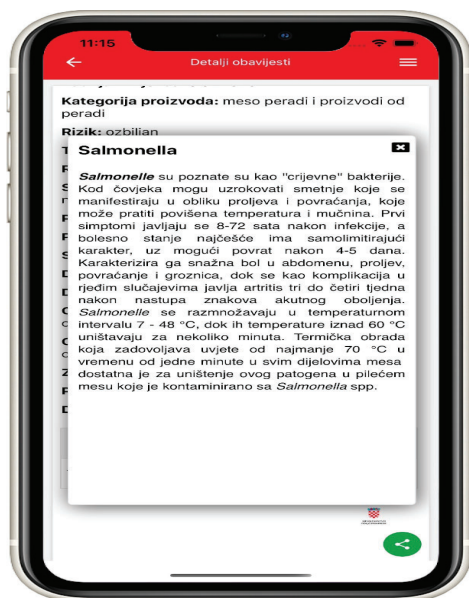 11:15
Detalji obavijesti
Kategorija proizvoda: meso peradi i proizvodi od
peradi
Rizik: ozbiljan
Salmonella
Salmonelle su poznate su kao "crijevne" bakterije.
Kod čovjeka mogu uzrokovati smetnje koje se
manifestiraju u obliku proljeva i povraćanja, koje
može pratiti povišena temperatura i mučnina. Prvi
simptomi javljaju se 8-72 sata nakon infekcije, a
bolesno stanje najčešće ima samolimitirajući
karakter, uz mogući povrat nakon 4-5 dana.
Karakterizira ga snažna bol u abdomenu, proljev,
povraćanje i groznica, dok se kao komplikacija u
rjeđim slučajevima javlja artritis tri do četiri tjedna
nakon nastupa znakova akutnog oboljenja.
Salmonelle se razmnožavaju u temperaturnom
intervalu 7 - 48 °C, dok ih temperature iznad 60 °C
uništavaju za nekoliko minuta. Termička obrada
koja zadovoljava uvjete od najmanje 70 °C u
vremenu od jedne minute u svim dijelovima mesa
dostatna je za uništenje ovog patogena u pilećem
mesu koje je kontaminirano sa Salmonella spp.